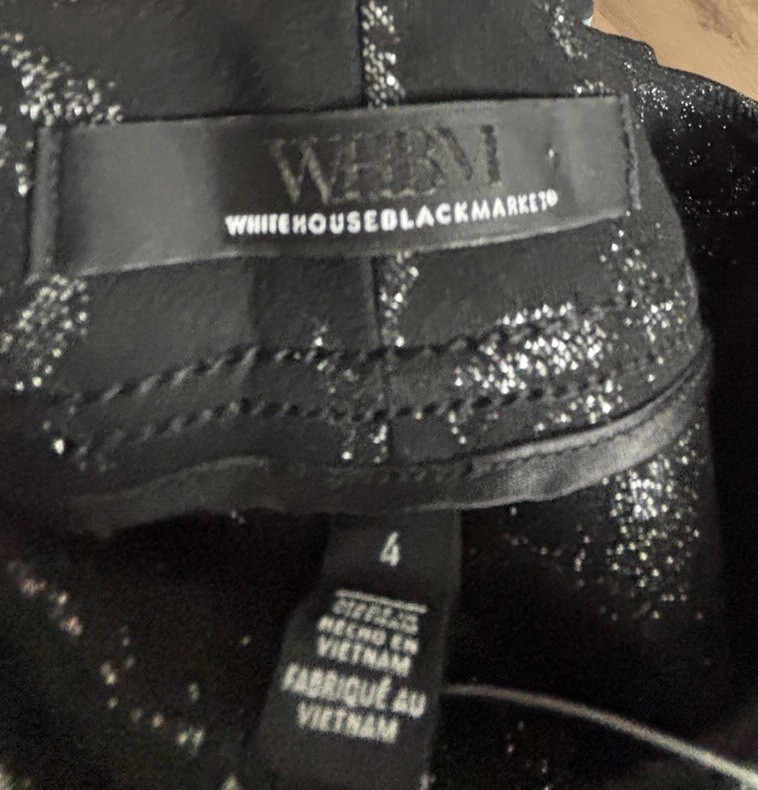 WHBM
WHITEHOUSEBLACKMARKET®
4
HECHO EN
VIETNAM
FABRIQUÉ AU
VIETNAM